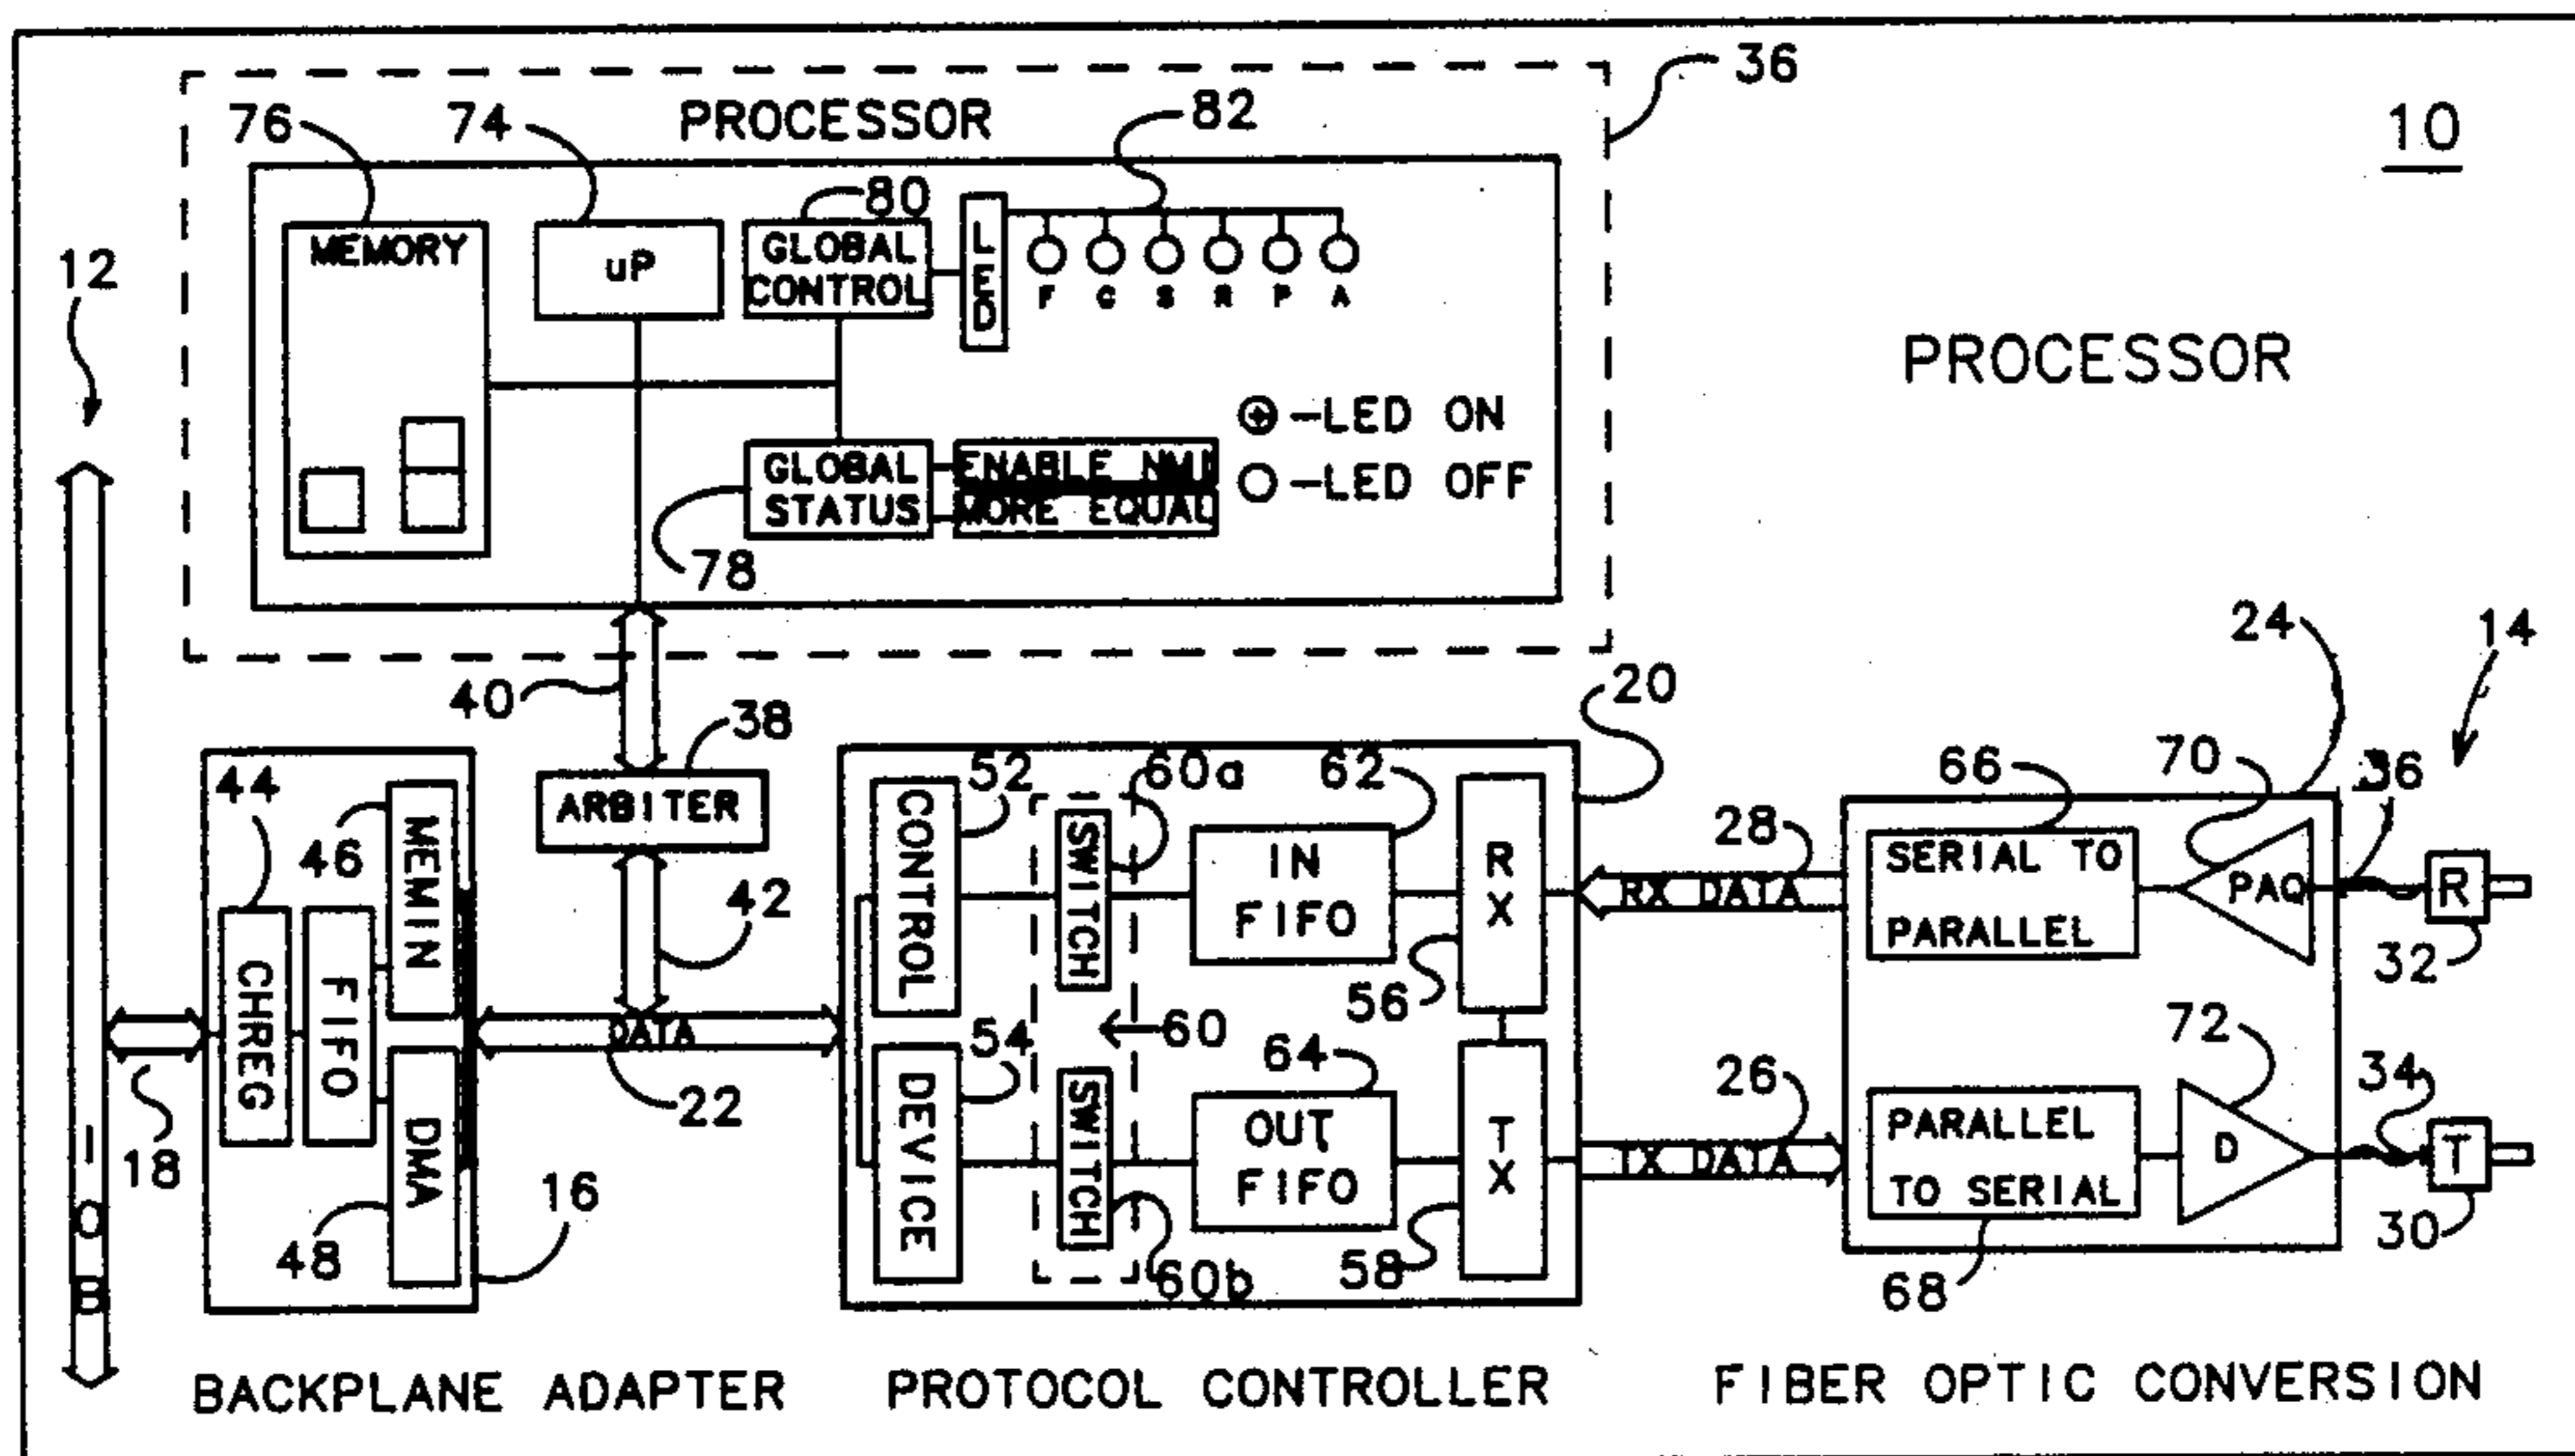 36
PROCESSOR
76
74
82
10
80
MEMORY
uP
GLOBAL
CONTROL
LED
F C S R P A
12
PROCESSOR
⊕-LED ON
GLOBAL
STATUS
ENABLE NMI
MORE EQUAL
O-LED OFF
78
24
14
40
38
20
44
46
MEMIN
ARBITER
52
CONTROL
60a
SWITCH
62
IN
FIFO
RX
66
70
36
28
RX DATA
SERIAL TO
PARALLEL
PAQ
R
32
42
56
CHREG
FIFO
DATA
22
54
60
64
72
34
18
DMA
48
16
DEVICE
SWITCH
60b
OUT
FIFO
TX
58
26
TX DATA
PARALLEL
TO SERIAL
68
D
T
30
IOB
BACKPLANE ADAPTER
PROTOCOL CONTROLLER
FIBER OPTIC CONVERSION